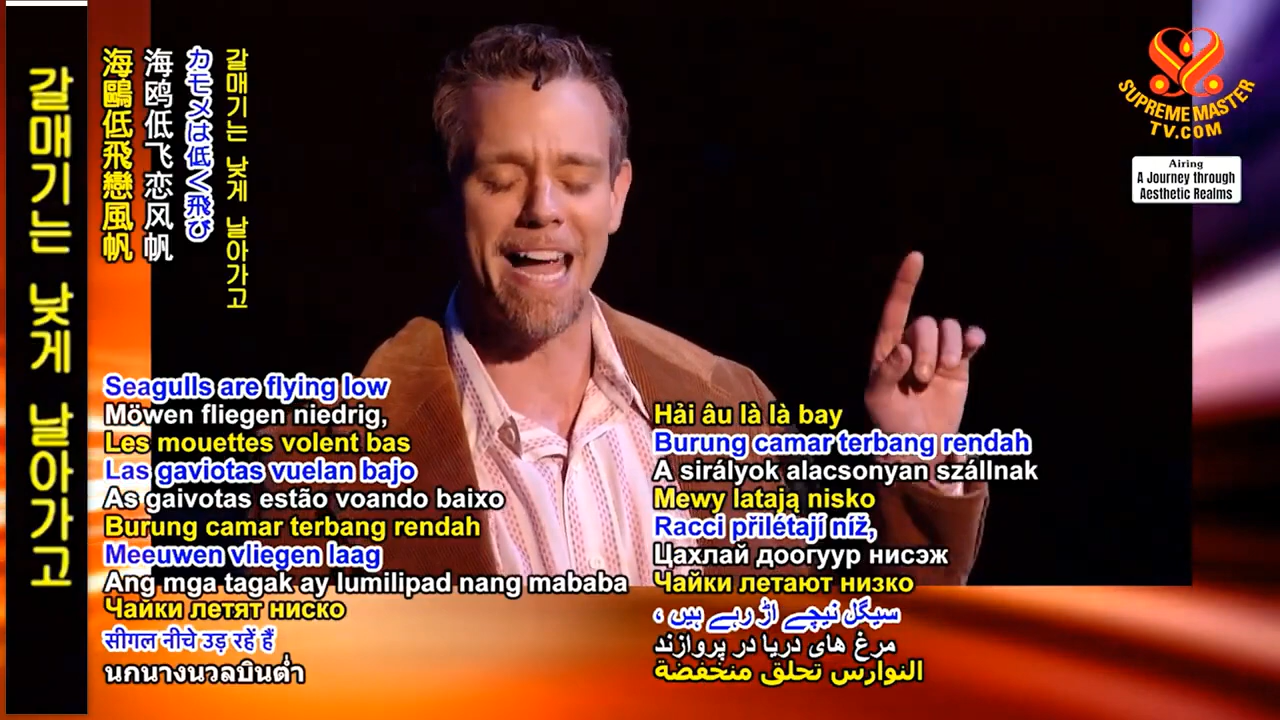 갈매기는 낮게 날아가고
海鷗低飛戀風帆
海鸥低飞恋风帆
カモメは低く飛び
갈매기는 낮게 날아가고
SUPREME MASTER
TV.COM
Airing
A Journey through
Aesthetic Realms
Seagulls are flying low
Möwen fliegen niedrig,
Les mouettes volent bas
Las gaviotas vuelan bajo
As gaivotas estão voando baixo
Burung camar terbang rendah
Meeuwen vliegen laag
Ang mga tagak ay lumilipad nang mababa
Чайки летят ниско
सीगल नीचे उड़ रहें हैं
นกนางนวลบินต่ำ
Hải âu là là bay
Burung camar terbang rendah
A sirályok alacsonyan szállnak
Mewy latają nisko
Racci přilétají níž,
Цахлай доогуур нисэж
Чайки летают низко
سیگل نیچے اڑ رہے ہیں ،
مرغ های دریا در پروازند
النوارس تحلق منخفضة